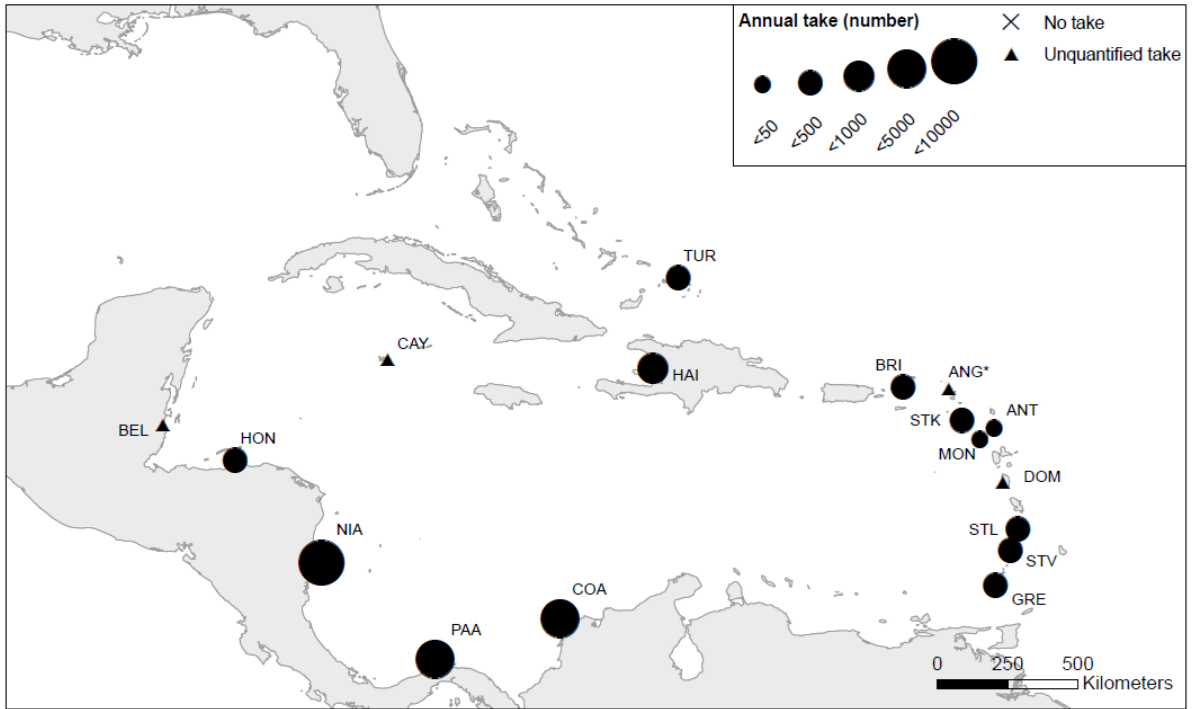 Annual take (number)
No take
Unquantified take
<50
<500
<1000
<5000
<10000
TUR
CAY
HAI
BRI
ANG*
BEL
HON
STK
ANT
MON
DOM
NIA
STL
STV
COA
GRE
PAA
0 250 500
Kilometers